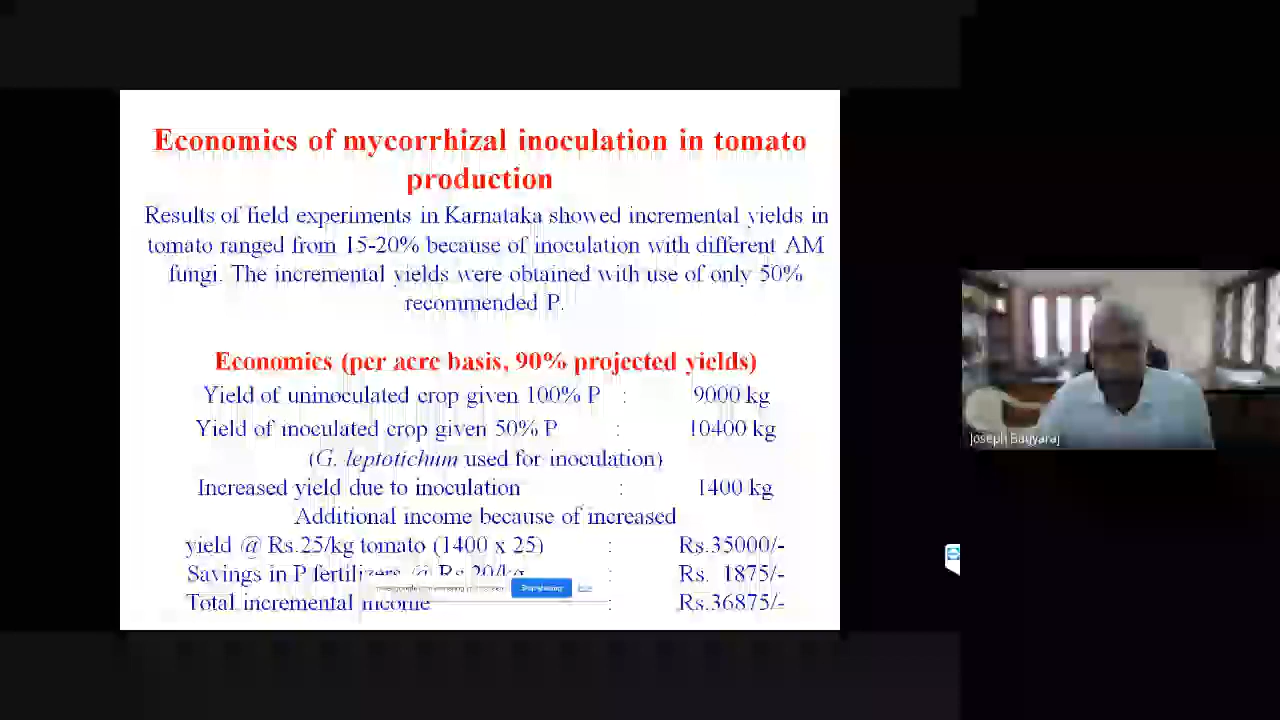 Economics of mycorrhizal inoculation in tomato
production
Results of field experiments in Karnataka showed incremental yields in
tomato ranged from 15-20% because of inoculation with different AM
fungi. The incremental yields were obtained with use of only 50%
recommended P.
Economics (per acre basis, 90% projected yields)
Yield of uninoculated crop given 100% P : 9000 kg
Yield of inoculated crop given 50% P : 10400 kg
(G. leptotichum used for inoculation)
Increased yield due to inoculation : 1400 kg
Additional income because of increased
yield @ Rs.25/kg tomato (1400 x 25) : Rs.35000/-
Savings in P fertilizers @ Rs.20/kg : Rs. 1875/-
Total incremental income : Rs.36875/-
Joseph Bagyaraj